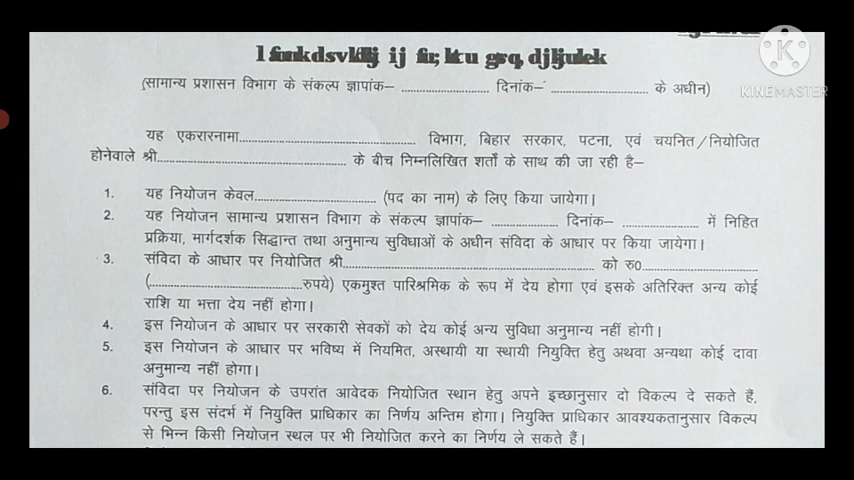 KINEMASTER
(सामान्य प्रशासन विभाग के संकल्प ज्ञापांक– ............................ दिनांक– ............................... के अधीन)
यह एकरारनामा........................................................ विभाग, बिहार सरकार, पटना, एवं चयनित/नियोजित
होनेवाले श्री............................................................ के बीच निम्नलिखित शर्तों के साथ की जा रही है–
1. यह नियोजन केवल....................................... (पद का नाम) के लिए किया जायेगा।
2. यह नियोजन सामान्य प्रशासन विभाग के संकल्प ज्ञापांक– ..................... दिनांक– ........................ में निहित
प्रक्रिया, मार्गदर्शक सिद्धान्त तथा अनुमान्य सुविधाओं के अधीन संविदा के आधार पर किया जायेगा।
3. संविदा के आधार पर नियोजित श्री................................................................................ को रु0.....................................
(.................................................रुपये) एकमुश्त पारिश्रमिक के रूप में देय होगा एवं इसके अतिरिक्त अन्य कोई
राशि या भत्ता देय नहीं होगा।
4. इस नियोजन के आधार पर सरकारी सेवकों को देय कोई अन्य सुविधा अनुमान्य नहीं होगी।
5. इस नियोजन के आधार पर भविष्य में नियमित, अस्थायी या स्थायी नियुक्ति हेतु अथवा अन्यथा कोई दावा
अनुमान्य नहीं होगा।
6. संविदा पर नियोजन के उपरांत आवेदक नियोजित स्थान हेतु अपने इच्छानुसार दो विकल्प दे सकते हैं,
परन्तु इस संदर्भ में नियुक्ति प्राधिकार का निर्णय अन्तिम होगा। नियुक्ति प्राधिकार आवश्यकतानुसार विकल्प
से भिन्न किसी नियोजन स्थल पर भी नियोजित करने का निर्णय ले सकते हैं।